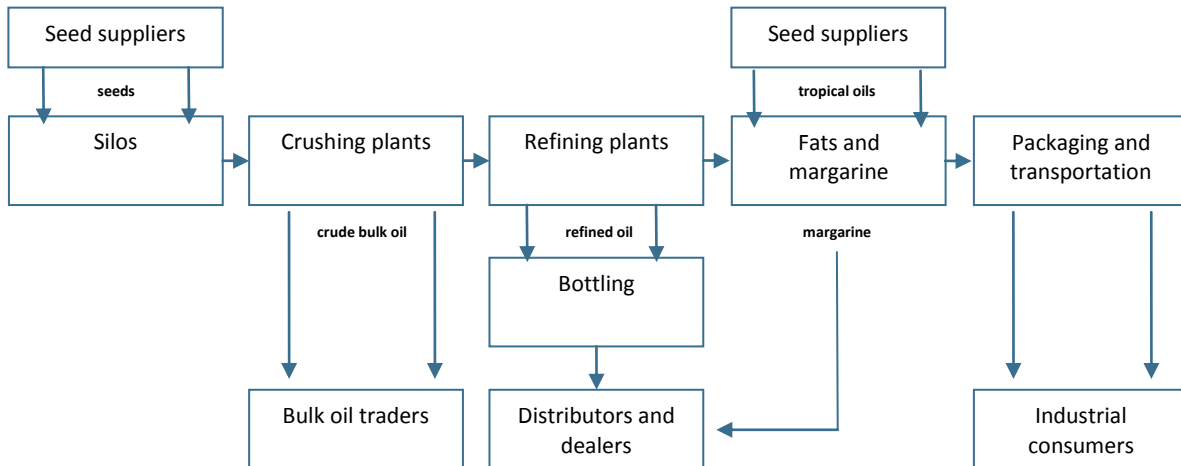 Seed suppliers
Seed suppliers
seeds
tropical oils
Silos
Crushing plants
Refining plants
Fats and
margarine
Packaging and
transportation
crude bulk oil
refined oil
margarine
Bottling
Bulk oil traders
Distributors and
dealers
Industrial
consumers